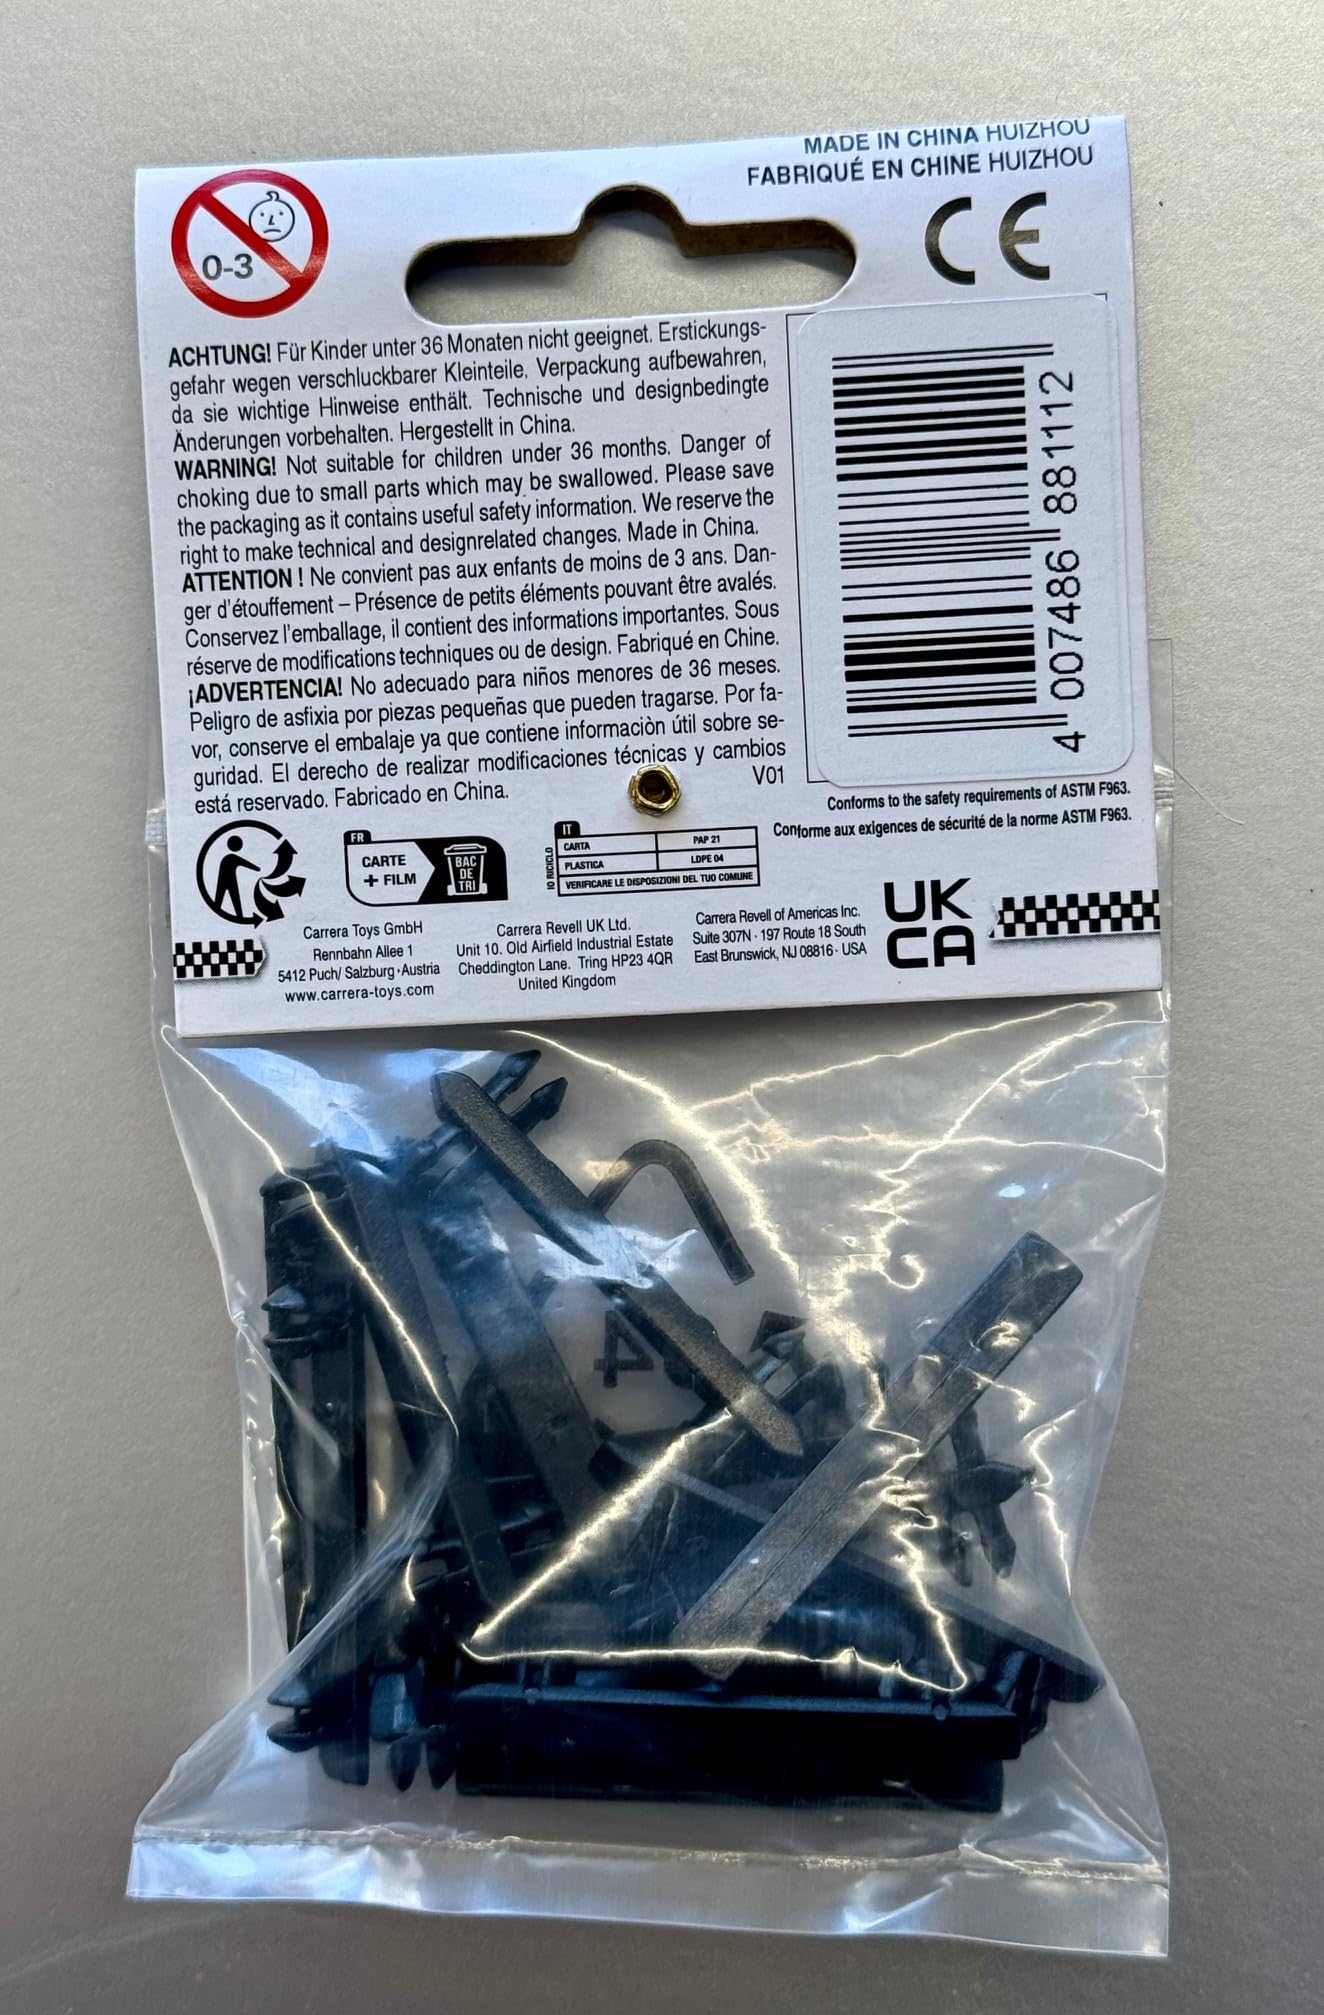 MADE IN CHINA HUIZHOU
FABRIQUÉ EN CHINE HUIZHOU
0-3
CE
ACHTUNG! Für Kinder unter 36 Monaten nicht geeignet. Erstickungs-
gefahr wegen verschluckbarer Kleinteile. Verpackung aufbewahren,
da sie wichtige Hinweise enthält. Technische und designbedingte
Änderungen vorbehalten. Hergestellt in China.
WARNING! Not suitable for children under 36 months. Danger of
choking due to small parts which may be swallowed. Please save
the packaging as it contains useful safety information. We reserve the
right to make technical and designrelated changes. Made in China.
ATTENTION ! Ne convient pas aux enfants de moins de 3 ans. Dan-
ger d'étouffement – Présence de petits éléments pouvant être avalés.
Conservez l'emballage, il contient des informations importantes. Sous
réserve de modifications techniques ou de design. Fabriqué en Chine.
¡ADVERTENCIA! No adecuado para niños menores de 36 meses.
Peligro de asfixia por piezas pequeñas que pueden tragarse. Por fa-
vor, conserve el embalaje ya que contiene informaciòn útil sobre se-
guridad. El derecho de realizar modificaciones técnicas y cambios
está reservado. Fabricado en China.
V01
4 007486 881112
Conforms to the safety requirements of ASTM F963.
Conforme aux exigences de sécurité de la norme ASTM F963.
FR
CARTE
+ FILM
BAC
DE
TRI
IO RICICLO
IT
CARTA PAP 21
PLASTICA LDPE 04
VERIFICARE LE DISPOSIZIONI DEL TUO COMUNE
Carrera Toys GmbH
Rennbahn Allee 1
5412 Puch/ Salzburg · Austria
www.carrera-toys.com
Carrera Revell UK Ltd.
Unit 10. Old Airfield Industrial Estate
Cheddington Lane. Tring HP23 4QR
United Kingdom
Carrera Revell of Americas Inc.
Suite 307N · 197 Route 18 South
East Brunswick, NJ 08816 · USA
UK
CA